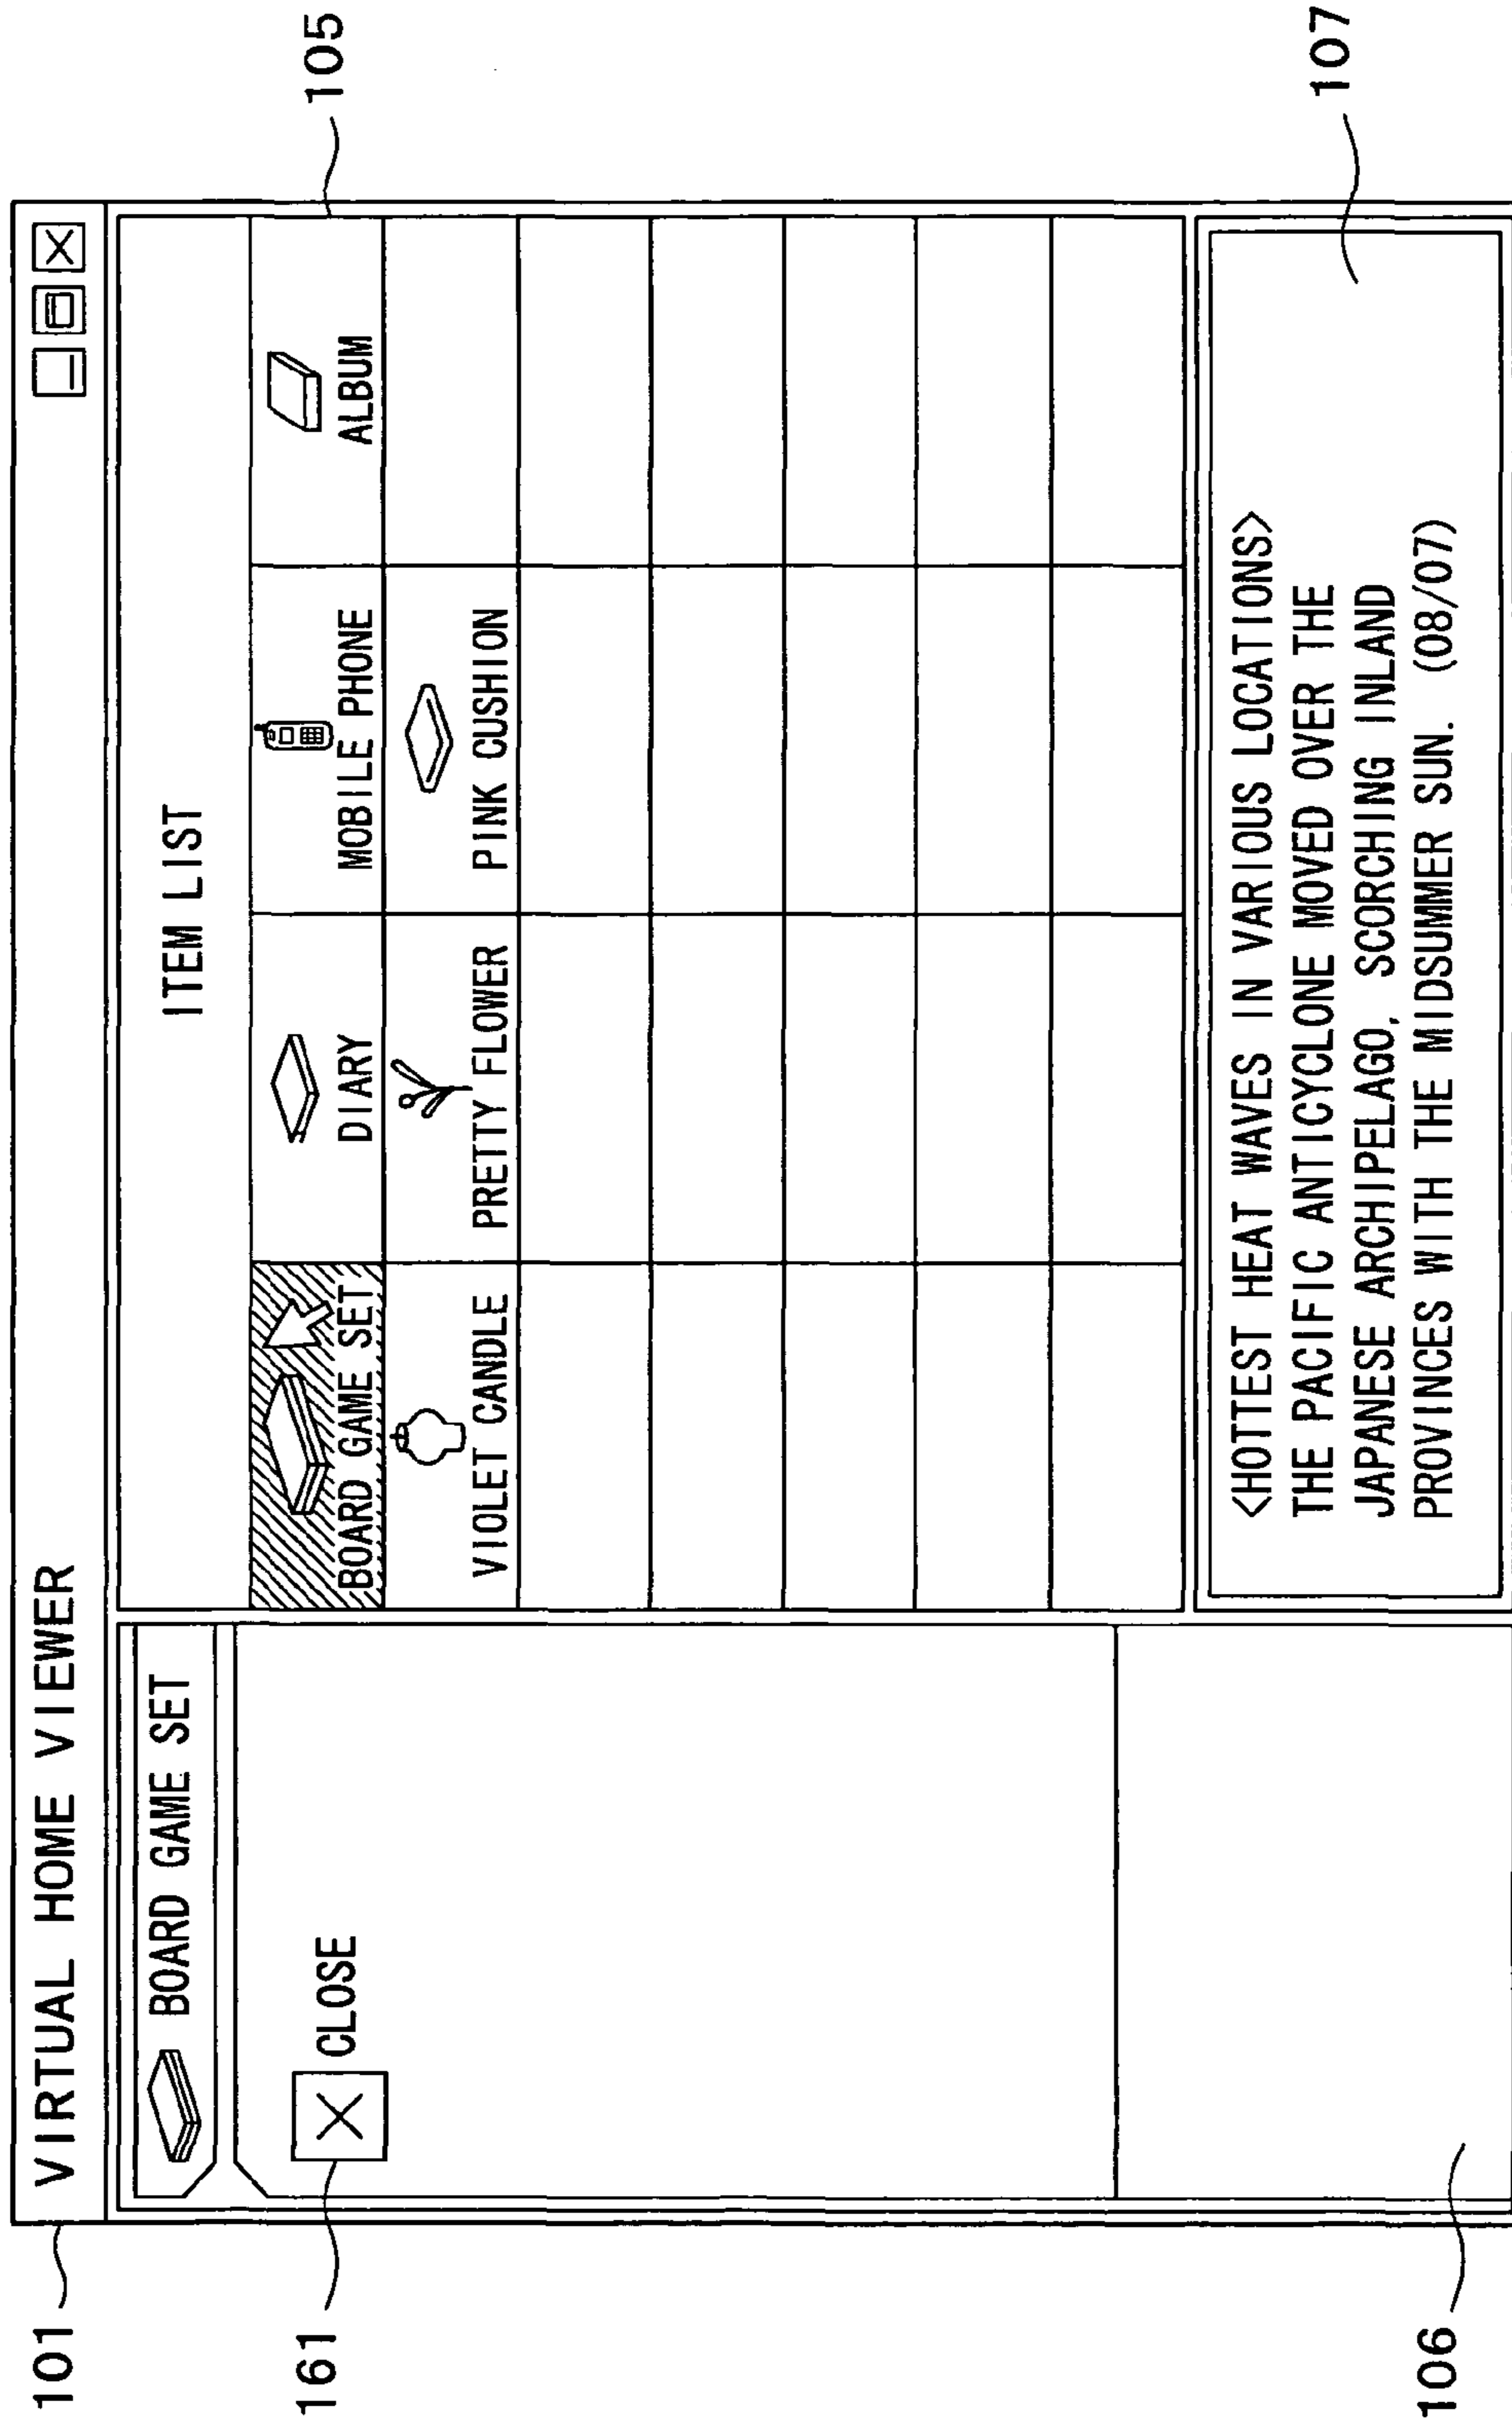 101
VIRTUAL HOME VIEWER
BOARD GAME SET
161
CLOSE
106
ITEM LIST
105
BOARD GAME SET
DIARY
MOBILE PHONE
ALBUM
VIOLET CANDLE
PRETTY FLOWER
PINK CUSHION
<HOTTEST HEAT WAVES IN VARIOUS LOCATIONS>
THE PACIFIC ANTICYCLONE MOVED OVER THE
JAPANESE ARCHIPELAGO, SCORCHING INLAND
PROVINCES WITH THE MIDSUMMER SUN. (08/07)
107